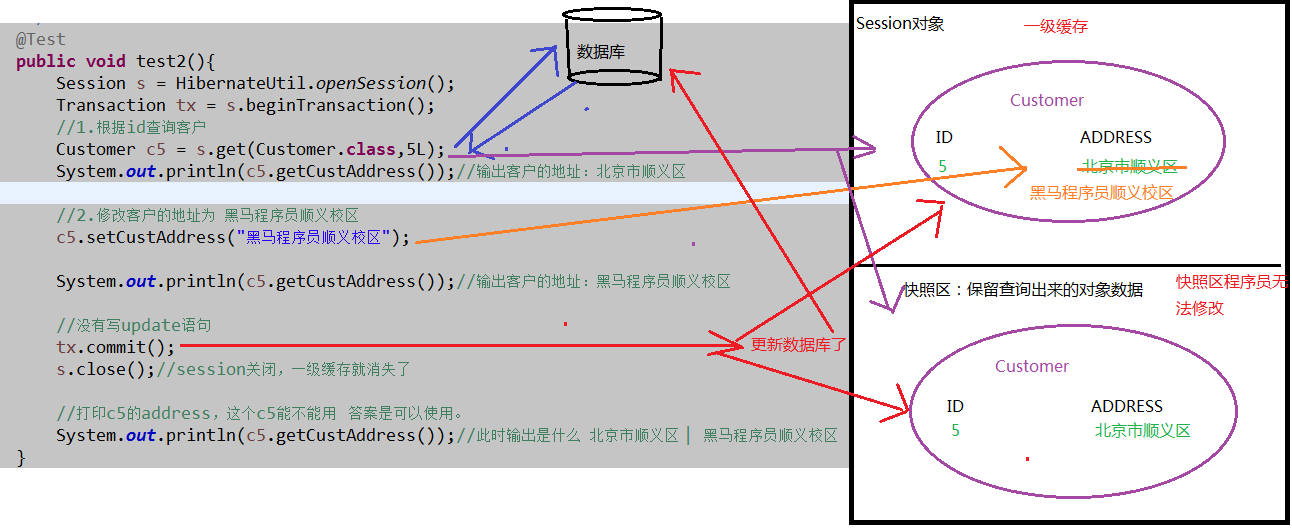 @Test
public void test2(){
Session s = HibernateUtil.openSession();
Transaction tx = s.beginTransaction();
//1.根据id查询客户
Customer c5 = s.get(Customer.class,5L);
System.out.println(c5.getCustAddress());//输出客户的地址：北京市顺义区
//2.修改客户的地址为 黑马程序员顺义校区
c5.setCustAddress("黑马程序员顺义校区");
System.out.println(c5.getCustAddress());//输出客户的地址：黑马程序员顺义校区
//没有写update语句
tx.commit();
s.close();//session关闭，一级缓存就消失了
//打印c5的address，这个c5能不能用 答案是可以使用。
System.out.println(c5.getCustAddress());//此时输出是什么 北京市顺义区 | 黑马程序员顺义校区
}
数据库
更新数据库了
Session对象
一级缓存
Customer
ID ADDRESS
5 北京市顺义区
黑马程序员顺义校区
快照区：保留查询出来的对象数据
快照区程序员无
法修改
Customer
ID ADDRESS
5 北京市顺义区